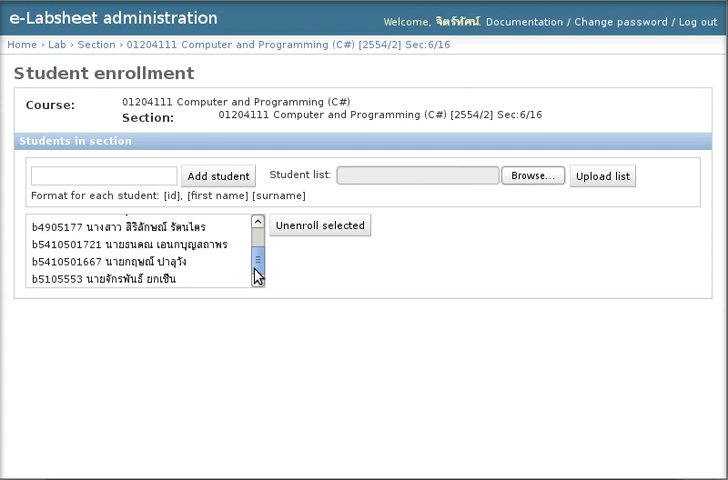 e-Labsheet administration
Welcome, จิตร์ทัศน์. Documentation / Change password / Log out
Home › Lab › Section › 01204111 Computer and Programming (C#) [2554/2] Sec:6/16
Student enrollment
Course: 01204111 Computer and Programming (C#)
Section: 01204111 Computer and Programming (C#) [2554/2] Sec:6/16
Students in section
Add student Student list: Browse... Upload list
Format for each student: [id], [first name] [surname]
b4905177 นางสาว สิริลักษณ์ รัตนไตร
Unenroll selected
b5410501721 นายธนดณ เอนกบุญสถาพร
b5410501667 นายกฤษณ์ ปาลุวัง
b5105553 นายจักรพันธ์ ยกเซ็น